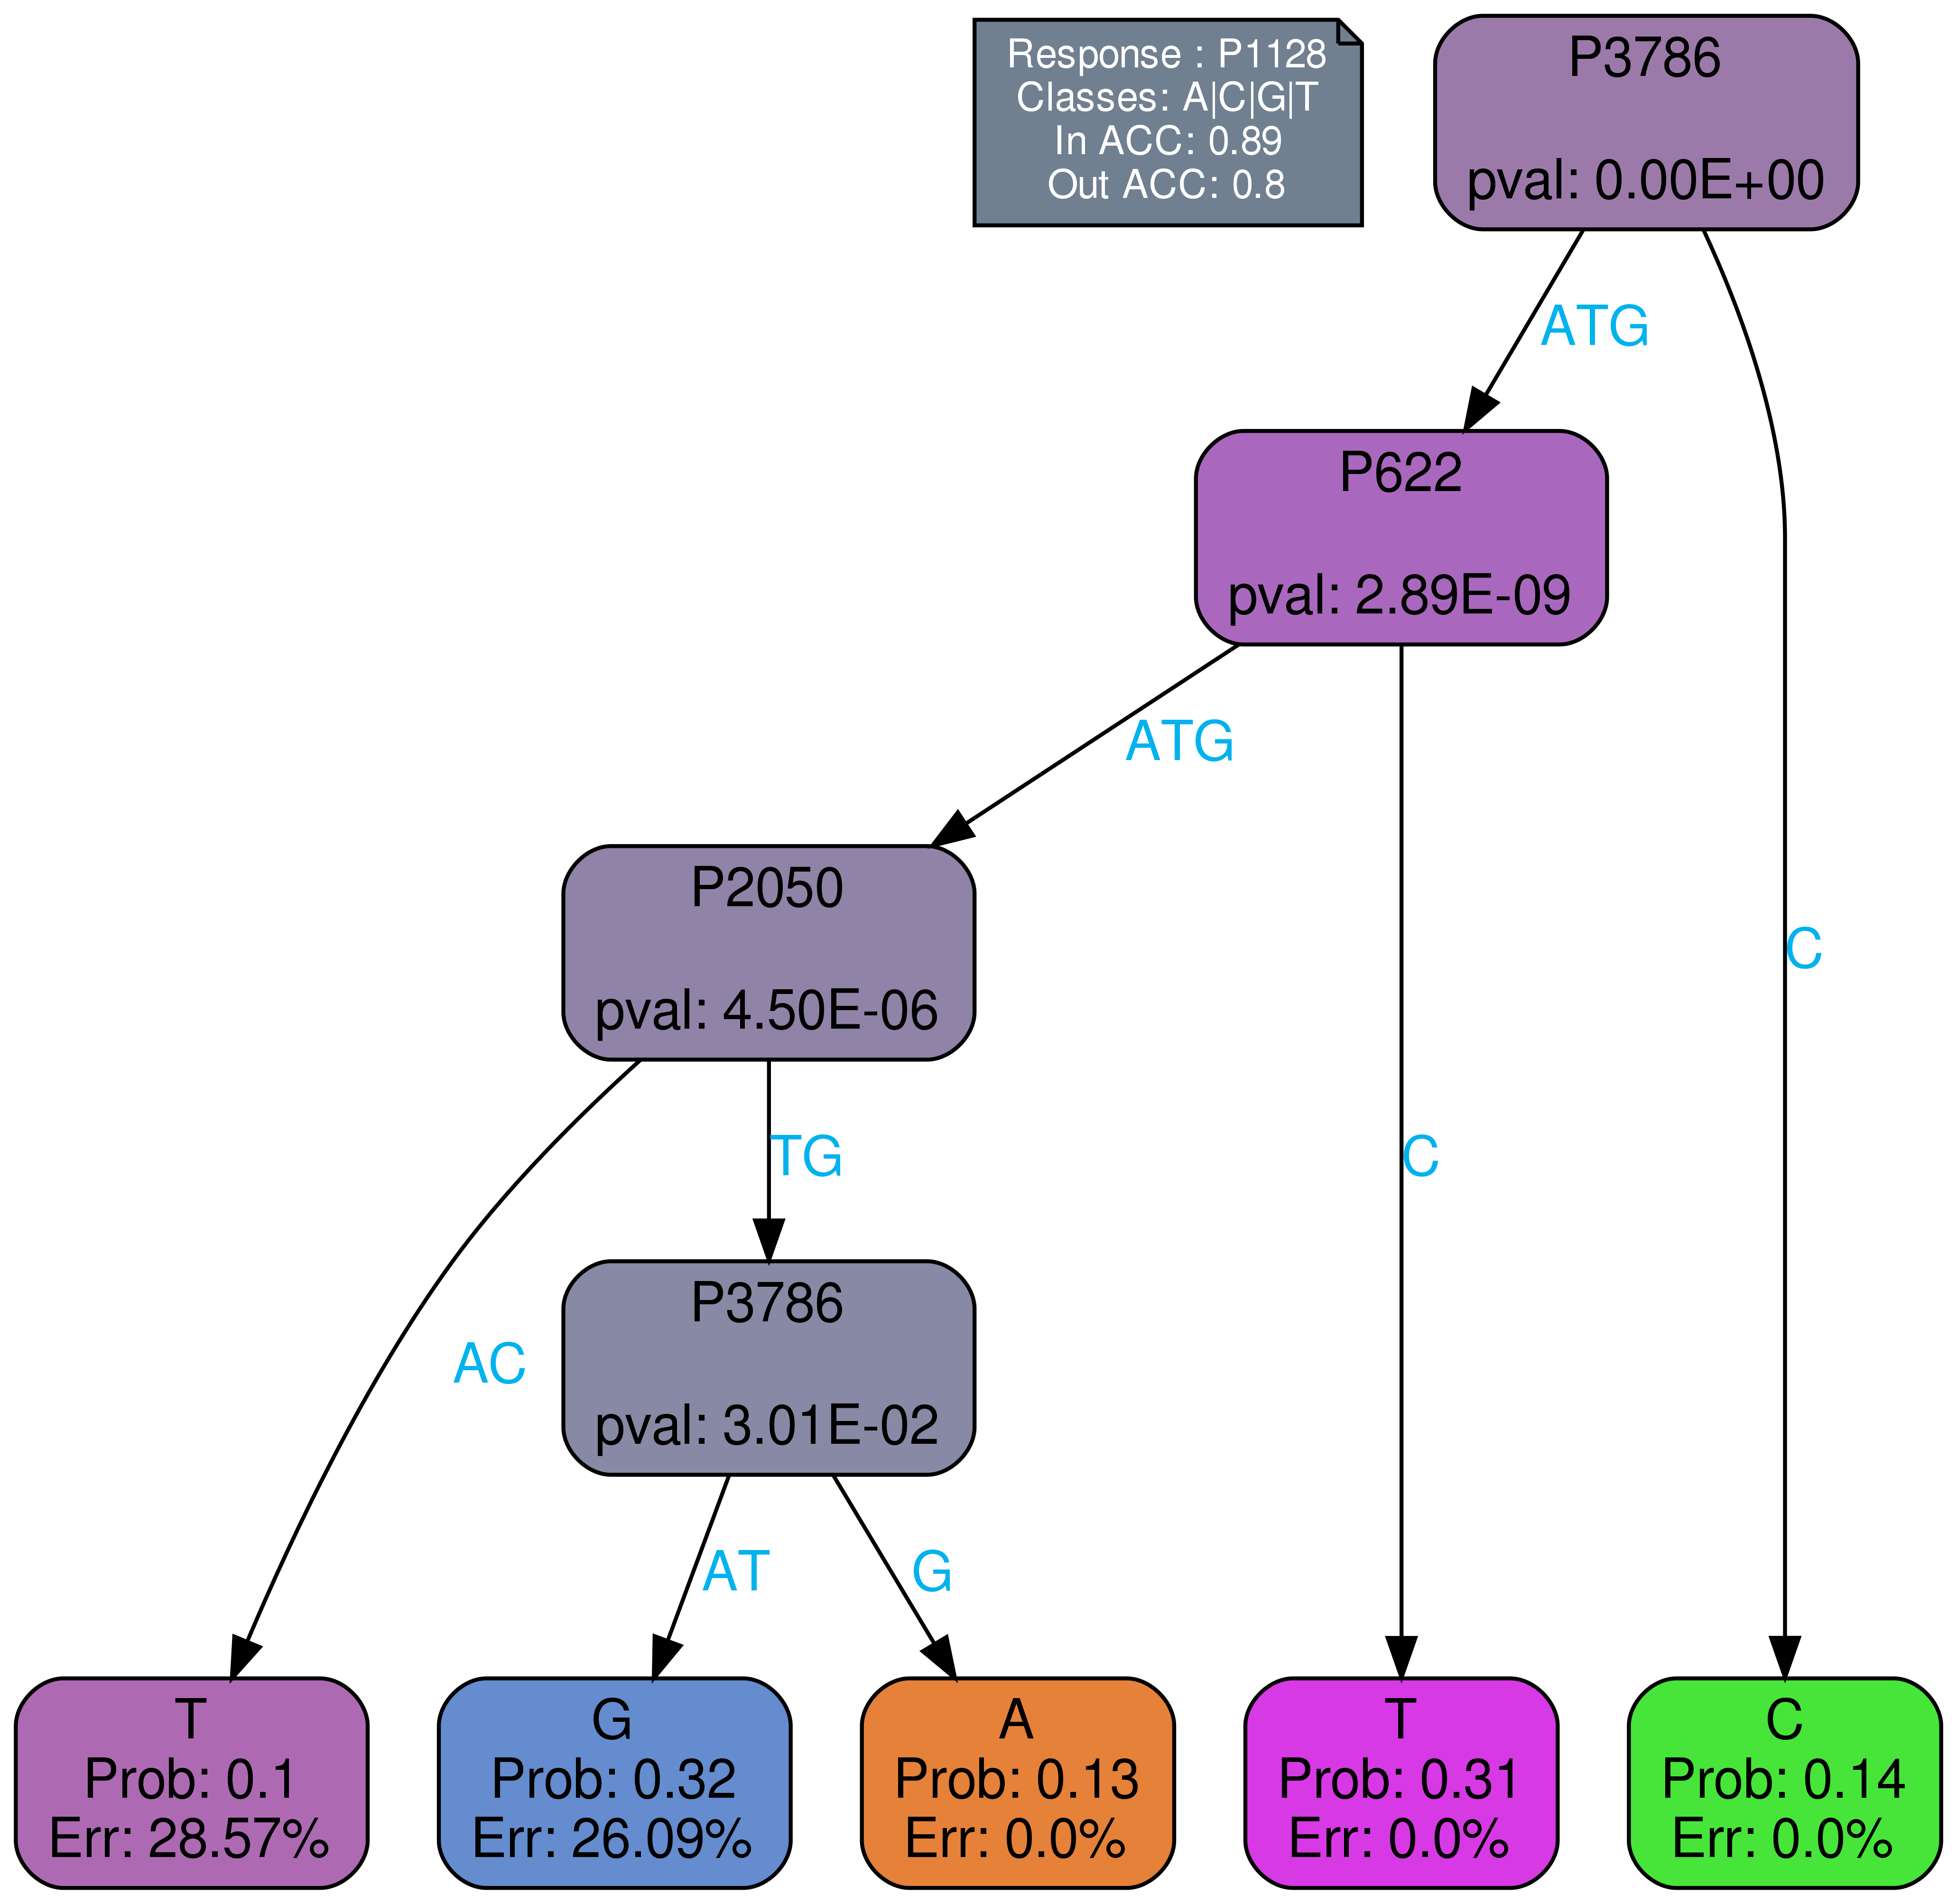 Response : P1128
Classes: A|C|G|T
In ACC: 0.89
Out ACC: 0.8
P3786
pval: 0.00E+00
ATG
P622
pval: 2.89E-09
ATG
C
P2050
pval: 4.50E-06
TG
C
AC
P3786
pval: 3.01E-02
AT
G
T
Prob: 0.1
Err: 28.57%
G
Prob: 0.32
Err: 26.09%
A
Prob: 0.13
Err: 0.0%
T
Prob: 0.31
Err: 0.0%
C
Prob: 0.14
Err: 0.0%